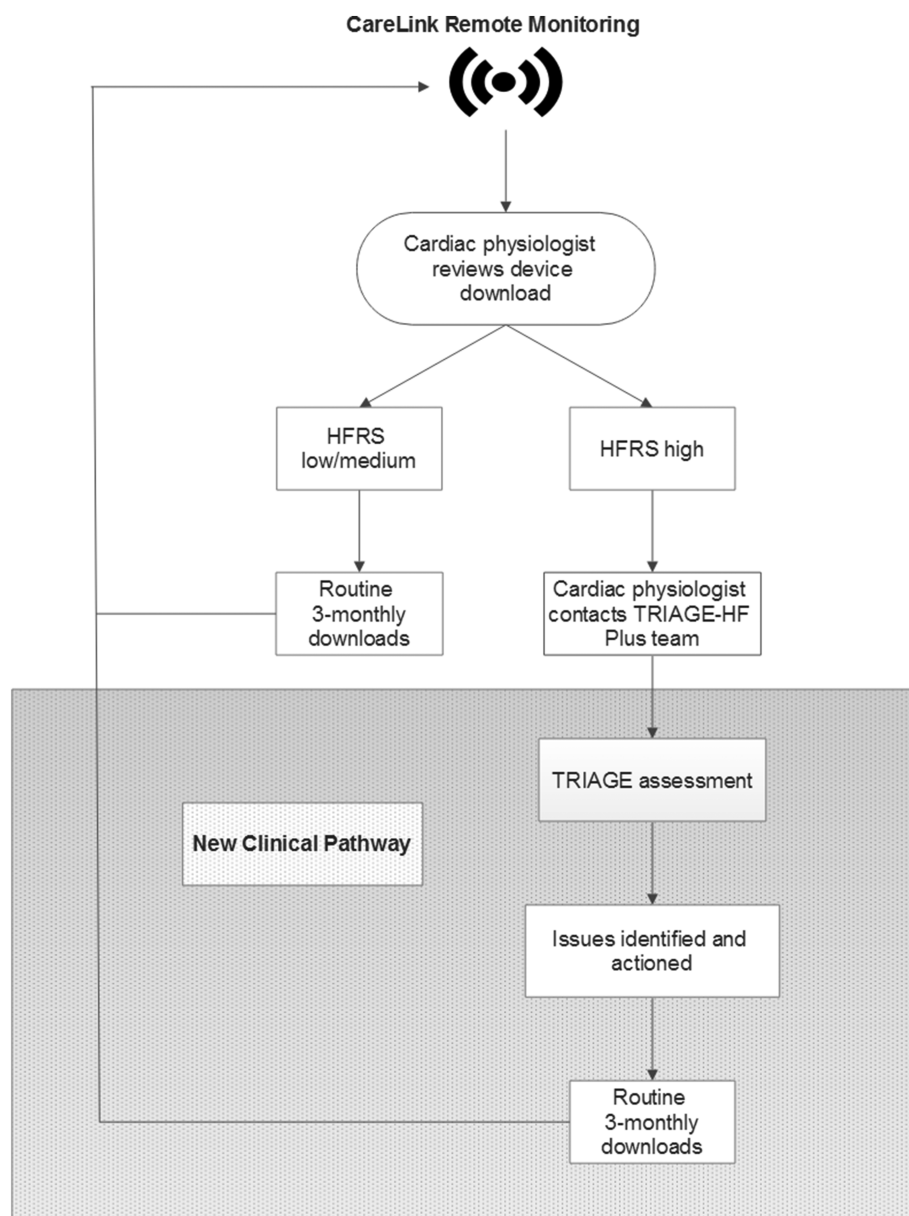 CareLink Remote Monitoring
Cardiac physiologist
reviews device
download
HFRS
low/medium
HFRS high
Routine
3-monthly
downloads
Cardiac physiologist
contacts TRIAGE-HF
Plus team
TRIAGE assessment
New Clinical Pathway
Issues identified and
actioned
Routine
3-monthly
downloads